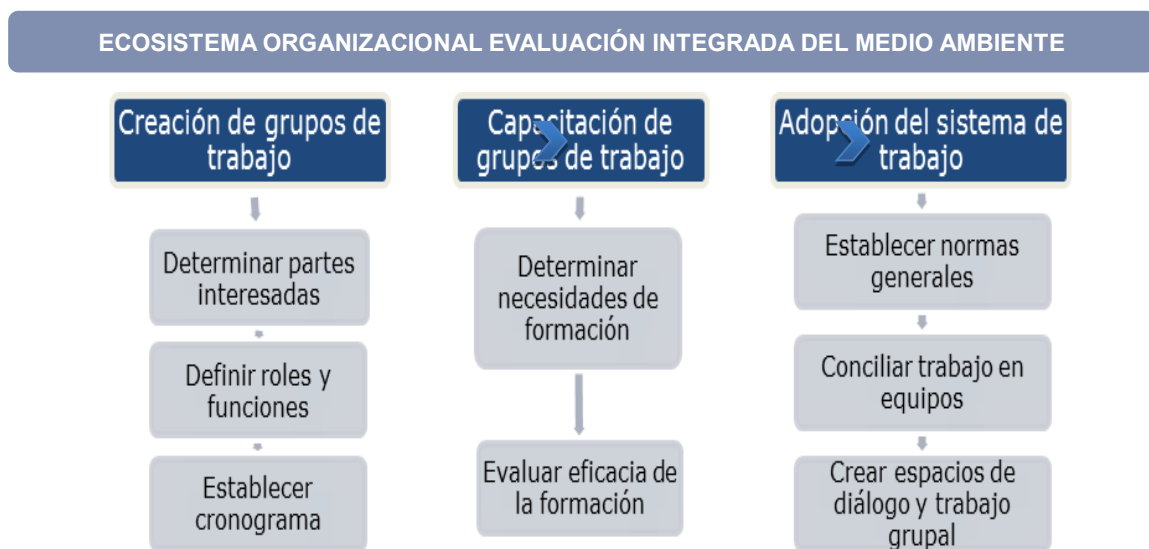 ECOSISTEMA ORGANIZACIONAL EVALUACIÓN INTEGRADA DEL MEDIO AMBIENTE
Creación de grupos de
trabajo
Determinar partes
interesadas
Definir roles y
funciones
Establecer
cronograma
Capacitación de
grupos de trabajo
Determinar
necesidades de
formación
Evaluar eficacia de
la formación
Adopción del sistema de
trabajo
Establecer normas
generales
Conciliar trabajo en
equipos
Crear espacios de
diálogo y trabajo
grupal